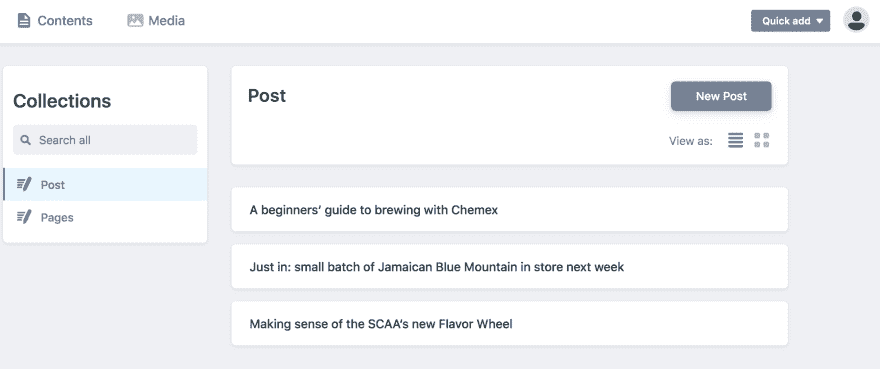 Contents
Media
Quick add
Collections
Search all
Post
Pages
Post
New Post
View as:
A beginners’ guide to brewing with Chemex
Just in: small batch of Jamaican Blue Mountain in store next week
Making sense of the SCAA’s new Flavor Wheel